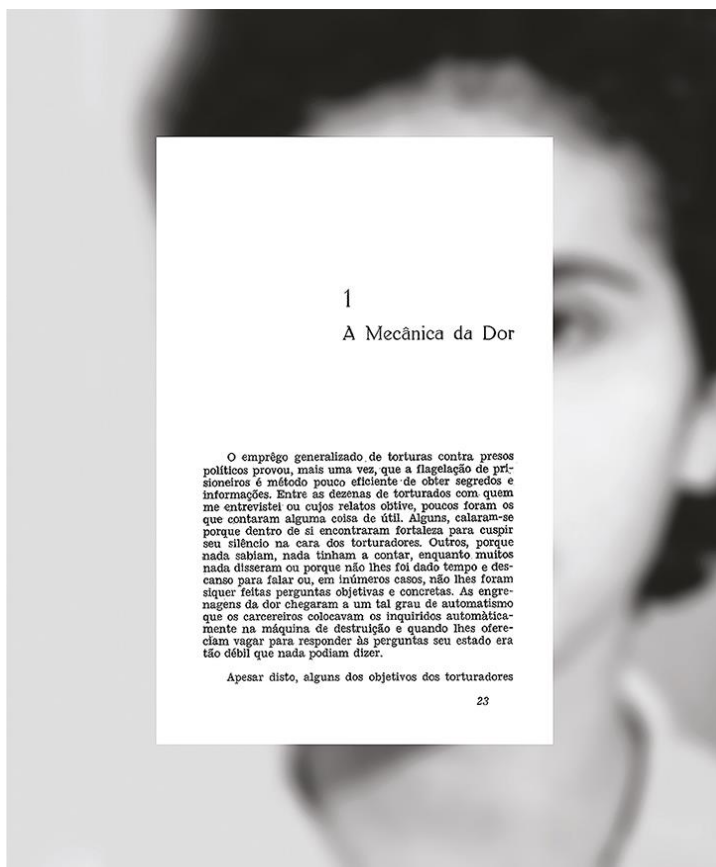 1
A Mecânica da Dor
O emprêgo generalizado de torturas contra presos
políticos provou, mais uma vez, que a flagelação de pri-
sioneiros é método pouco eficiente de obter segredos e
informações. Entre as dezenas de torturados com quem
me entrevistei ou cujos relatos obtive, poucos foram os
que contaram alguma coisa de útil. Alguns, calaram-se
porque dentro de si encontraram fortaleza para cuspir
seu silêncio na cara dos torturadores. Outros, porque
nada sabiam, nada tinham a contar, enquanto muitos
nada disseram ou porque não lhes foi dado tempo e des-
canso para falar ou, em inúmeros casos, não lhes foram
siquer feitas perguntas objetivas e concretas. As engre-
nagens da dor chegaram a um tal grau de automatismo
que os carcereiros colocavam os inquiridos automàtica-
mente na máquina de destruição e quando lhes ofere-
ciam vagar para responder às perguntas seu estado era
tão débil que nada podiam dizer.
Apesar disto, alguns dos objetivos dos torturadores
23